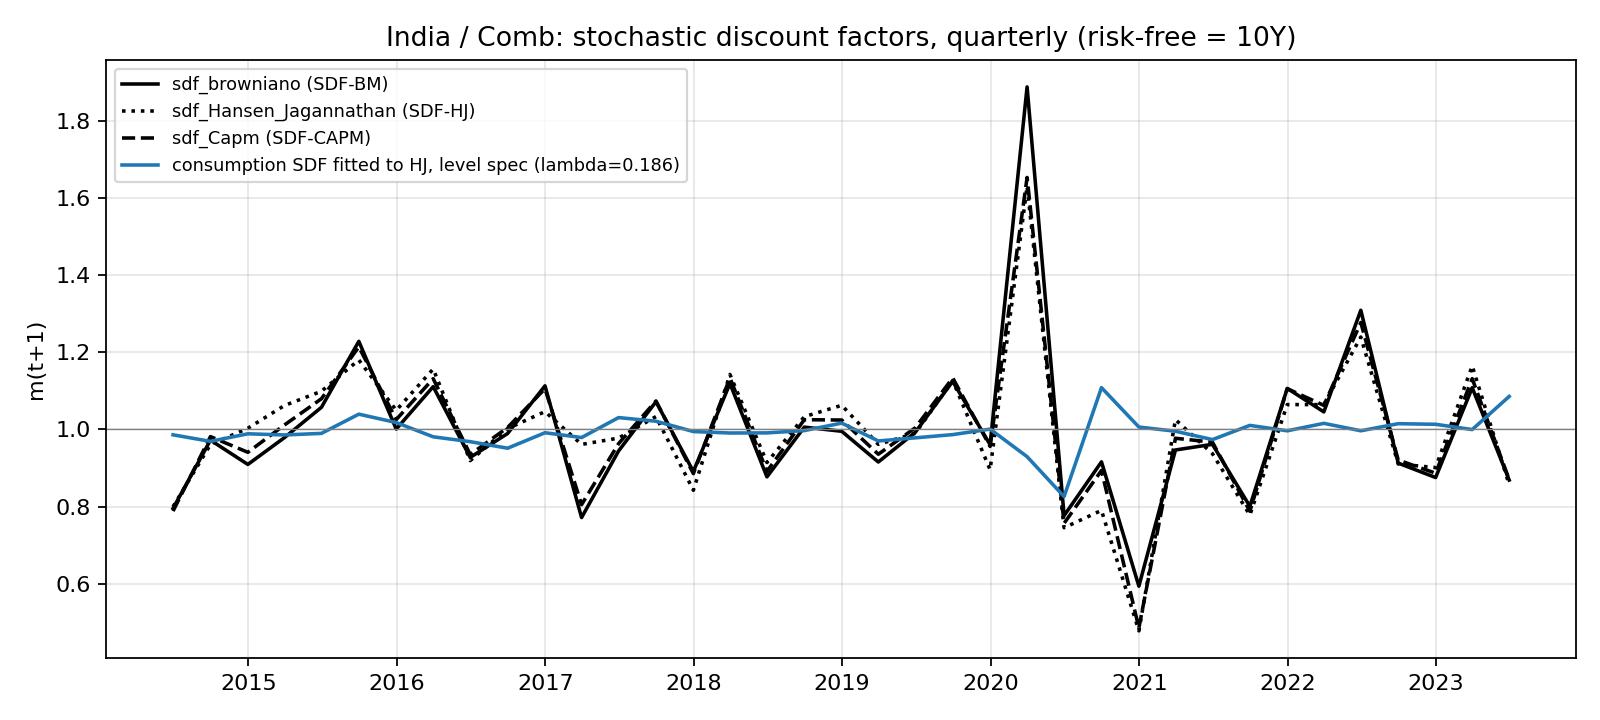 India / Comb: stochastic discount factors, quarterly (risk-free = 10Y)
sdf_browniano (SDF-BM)
sdf_Hansen_Jagannathan (SDF-HJ)
sdf_Capm (SDF-CAPM)
consumption SDF fitted to HJ, level spec (lambda=0.186)
m(t+1)
1.8
1.6
1.4
1.2
1.0
0.8
0.6
2015 2016 2017 2018 2019 2020 2021 2022 2023